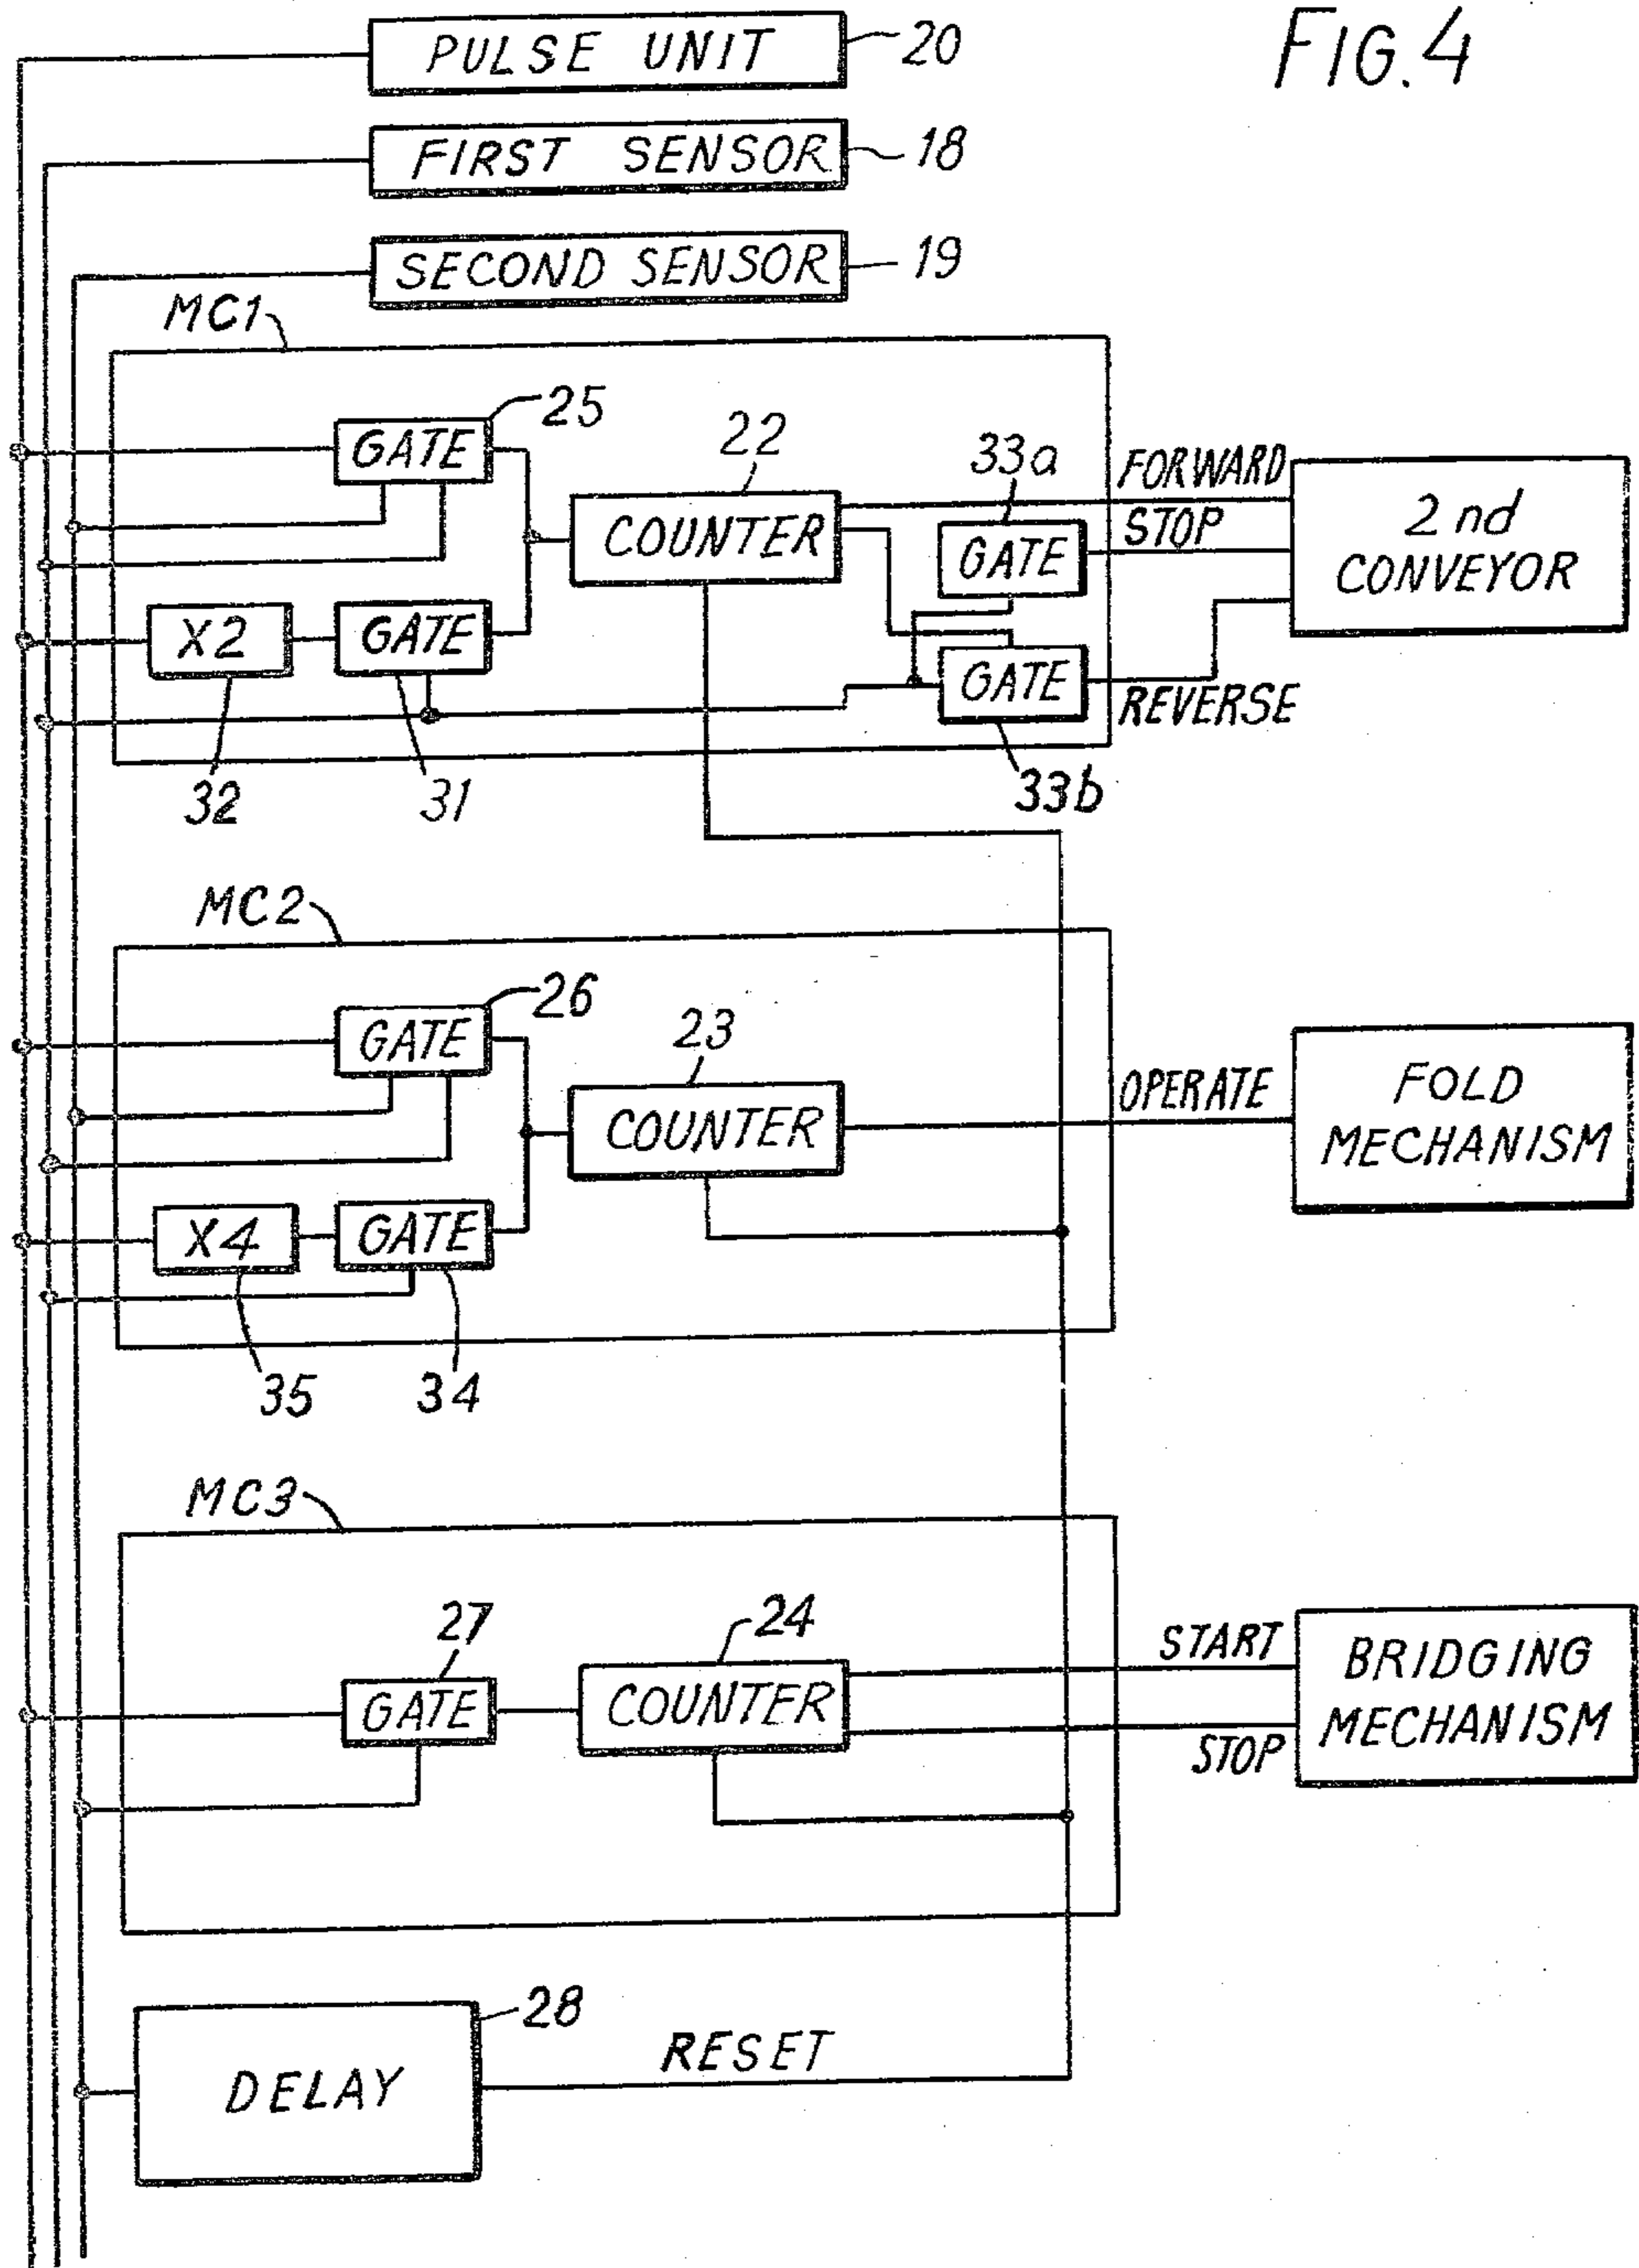 FIG. 4
PULSE UNIT
20
FIRST SENSOR
18
SECOND SENSOR
19
MC1
GATE
25
COUNTER
22
33a
GATE
FORWARD
STOP
2nd
CONVEYOR
X2
GATE
GATE
REVERSE
32
31
33b
MC2
GATE
26
COUNTER
23
OPERATE
FOLD
MECHANISM
X4
GATE
35
34
MC3
27
GATE
24
COUNTER
START
STOP
BRIDGING
MECHANISM
28
DELAY
RESET